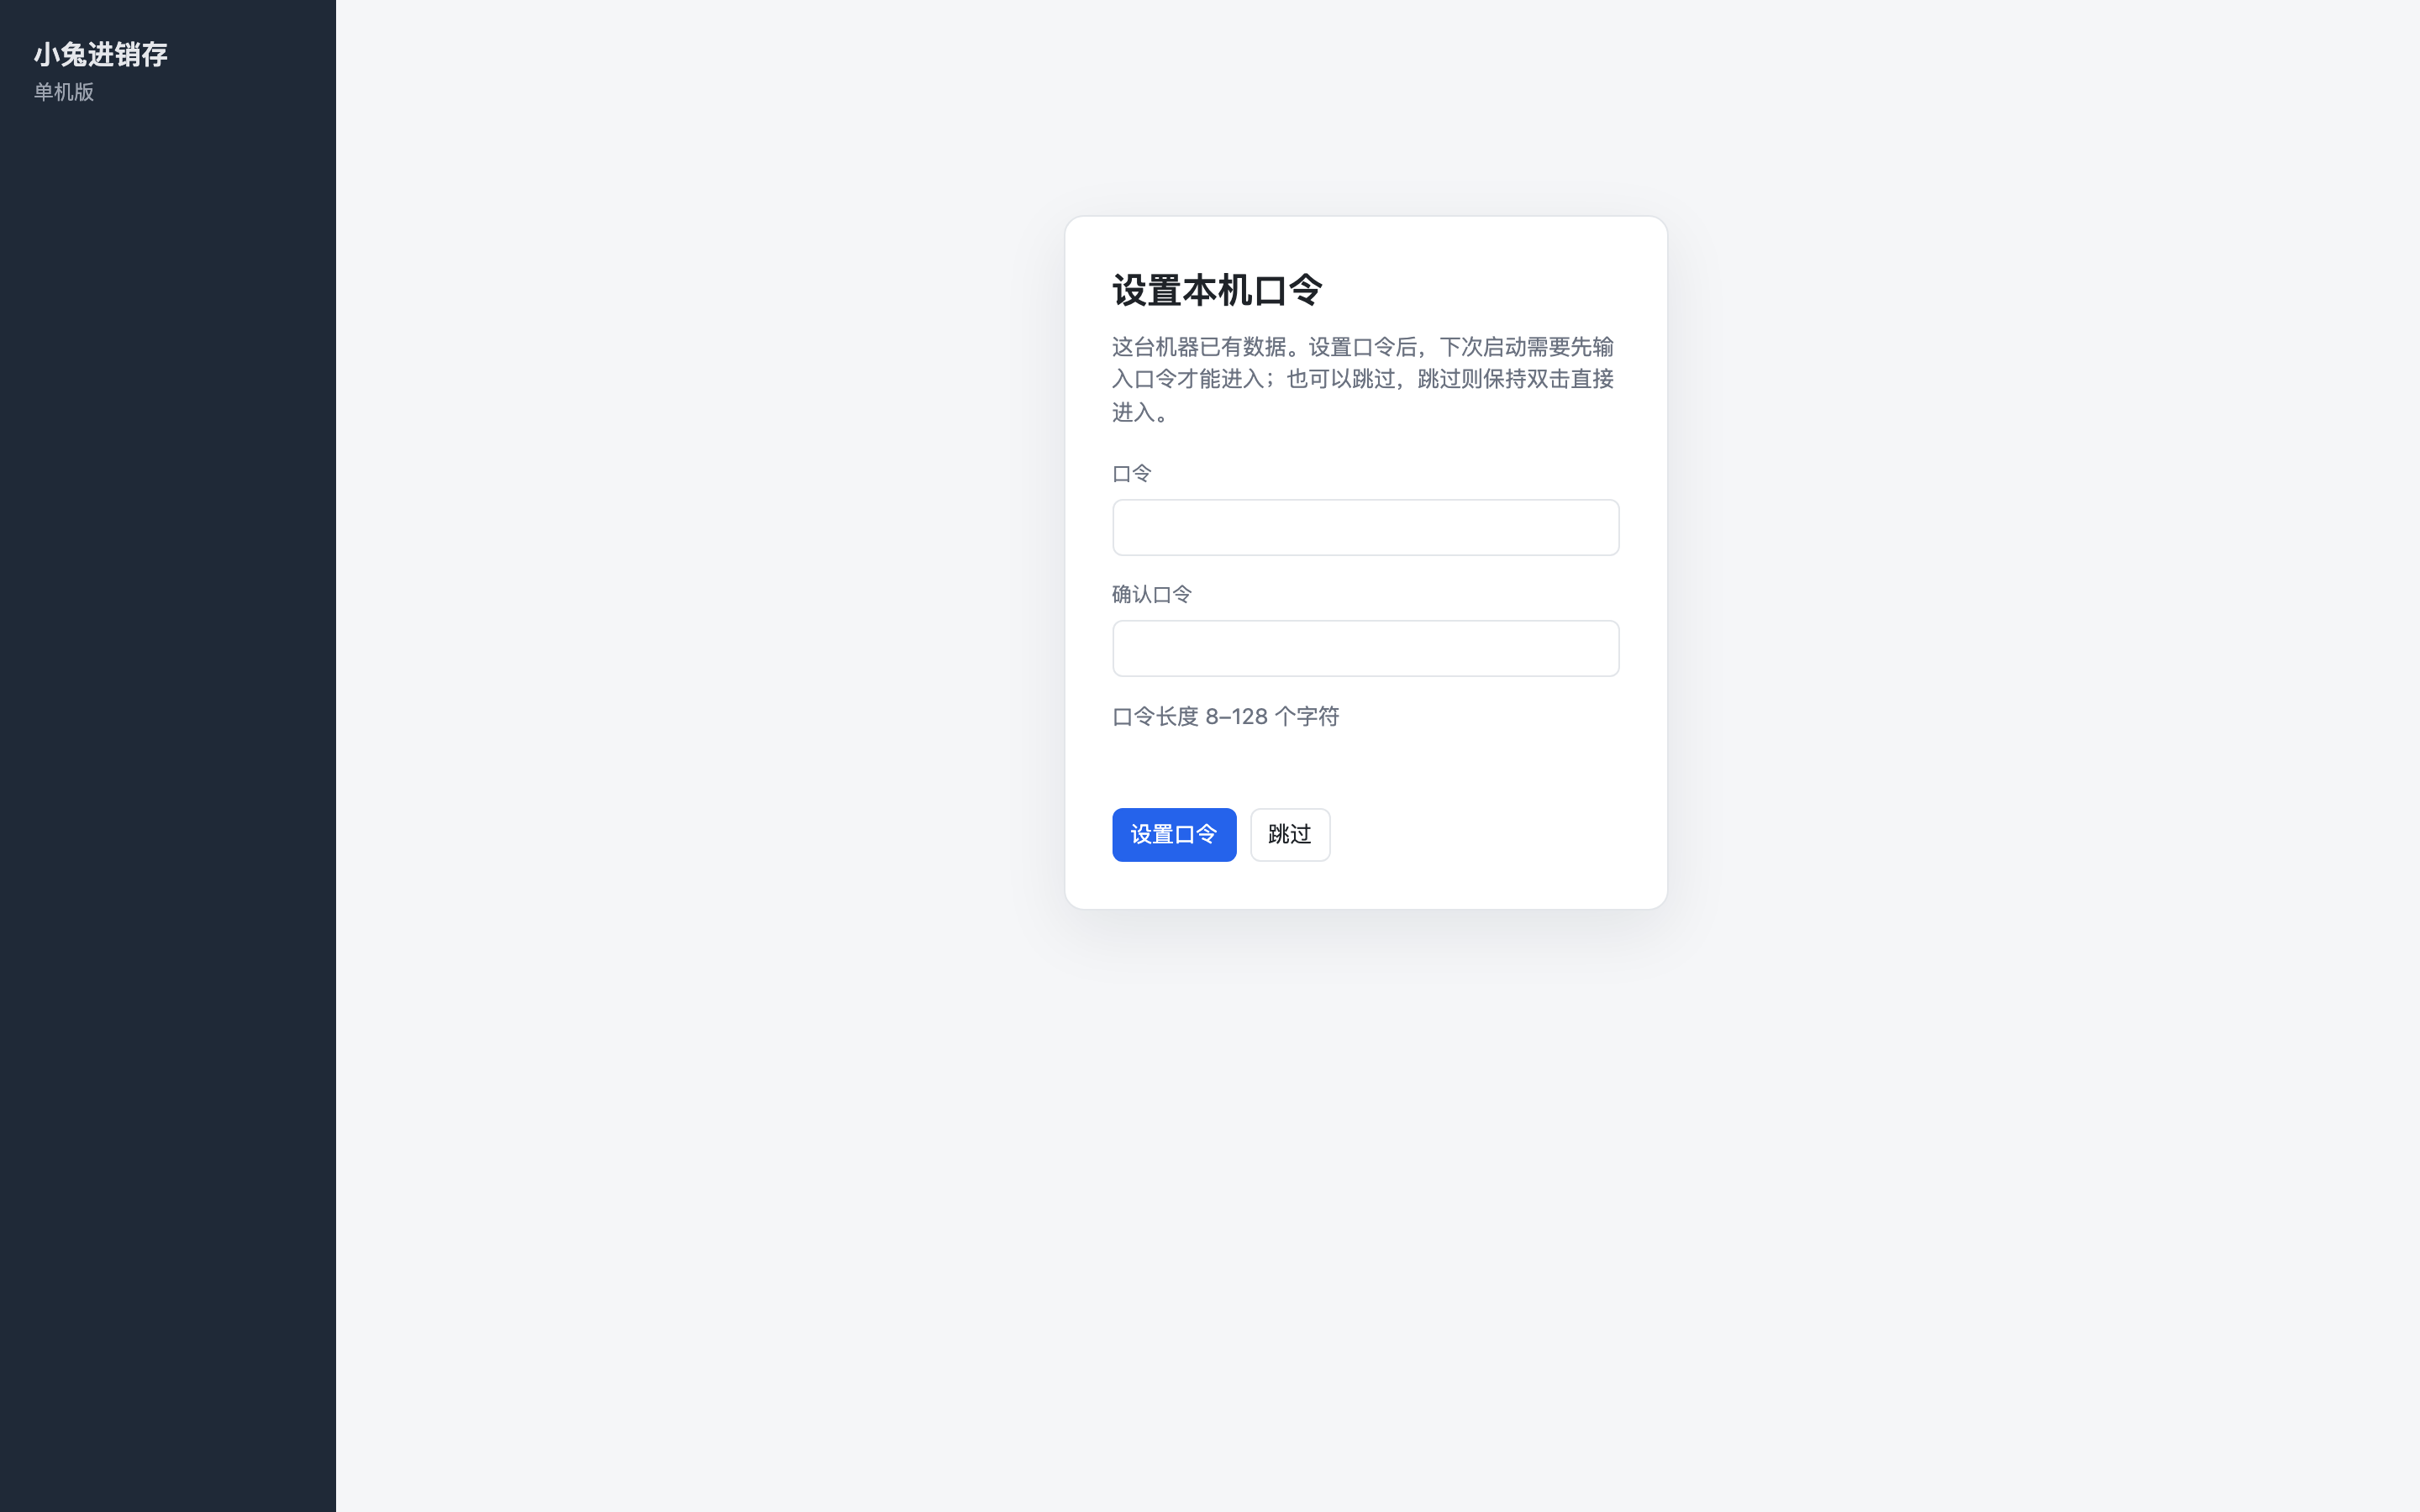 小兔进销存
单机版
设置本机口令
这台机器已有数据。设置口令后，下次启动需要先输
入口令才能进入；也可以跳过，跳过则保持双击直接
进入。
口令
确认口令
口令长度 8–128 个字符
设置口令
跳过